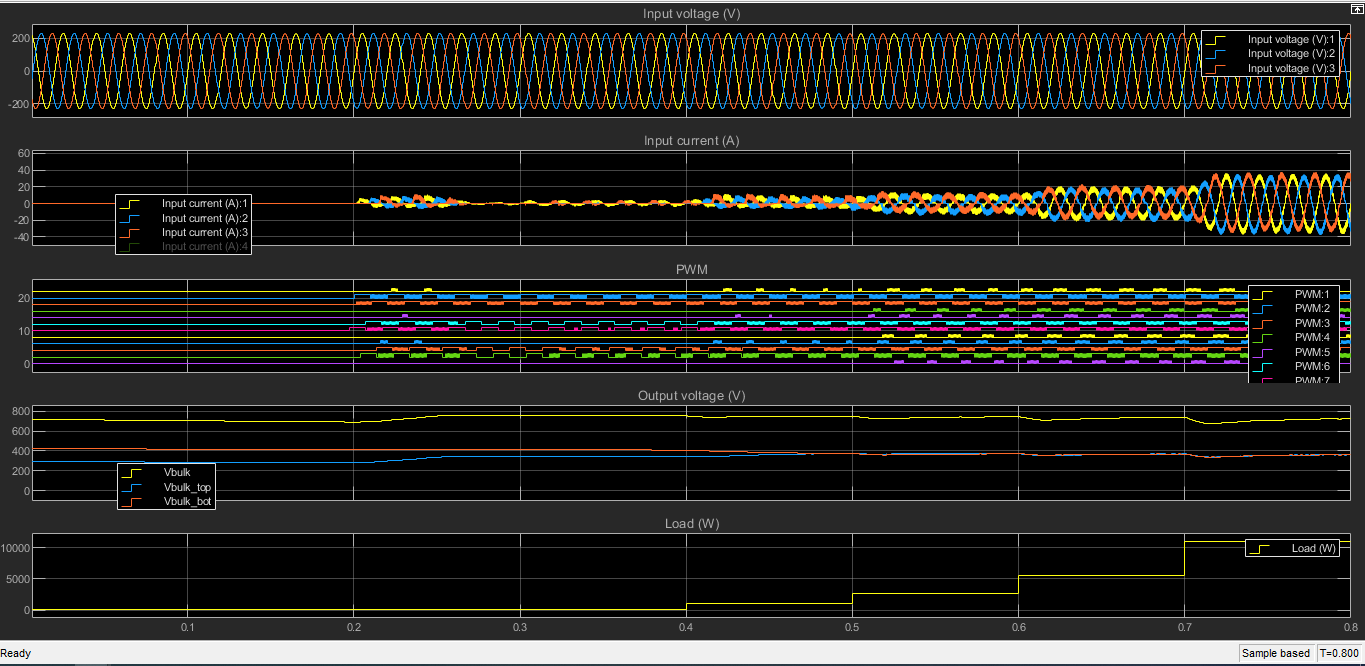 Input voltage (V)
200
0
-200
Input voltage (V):1
Input voltage (V):2
Input voltage (V):3
Input current (A)
60
40
20
0
-20
-40
Input current (A):1
Input current (A):2
Input current (A):3
Input current (A):4
PWM
20
10
0
PWM:1
PWM:2
PWM:3
PWM:4
PWM:5
PWM:6
PWM:7
Output voltage (V)
800
600
400
200
0
Vbulk
Vbulk_top
Vbulk_bot
Load (W)
10000
5000
0
Load (W)
0.1 0.2 0.3 0.4 0.5 0.6 0.7 0.8
Ready Sample based T=0.800